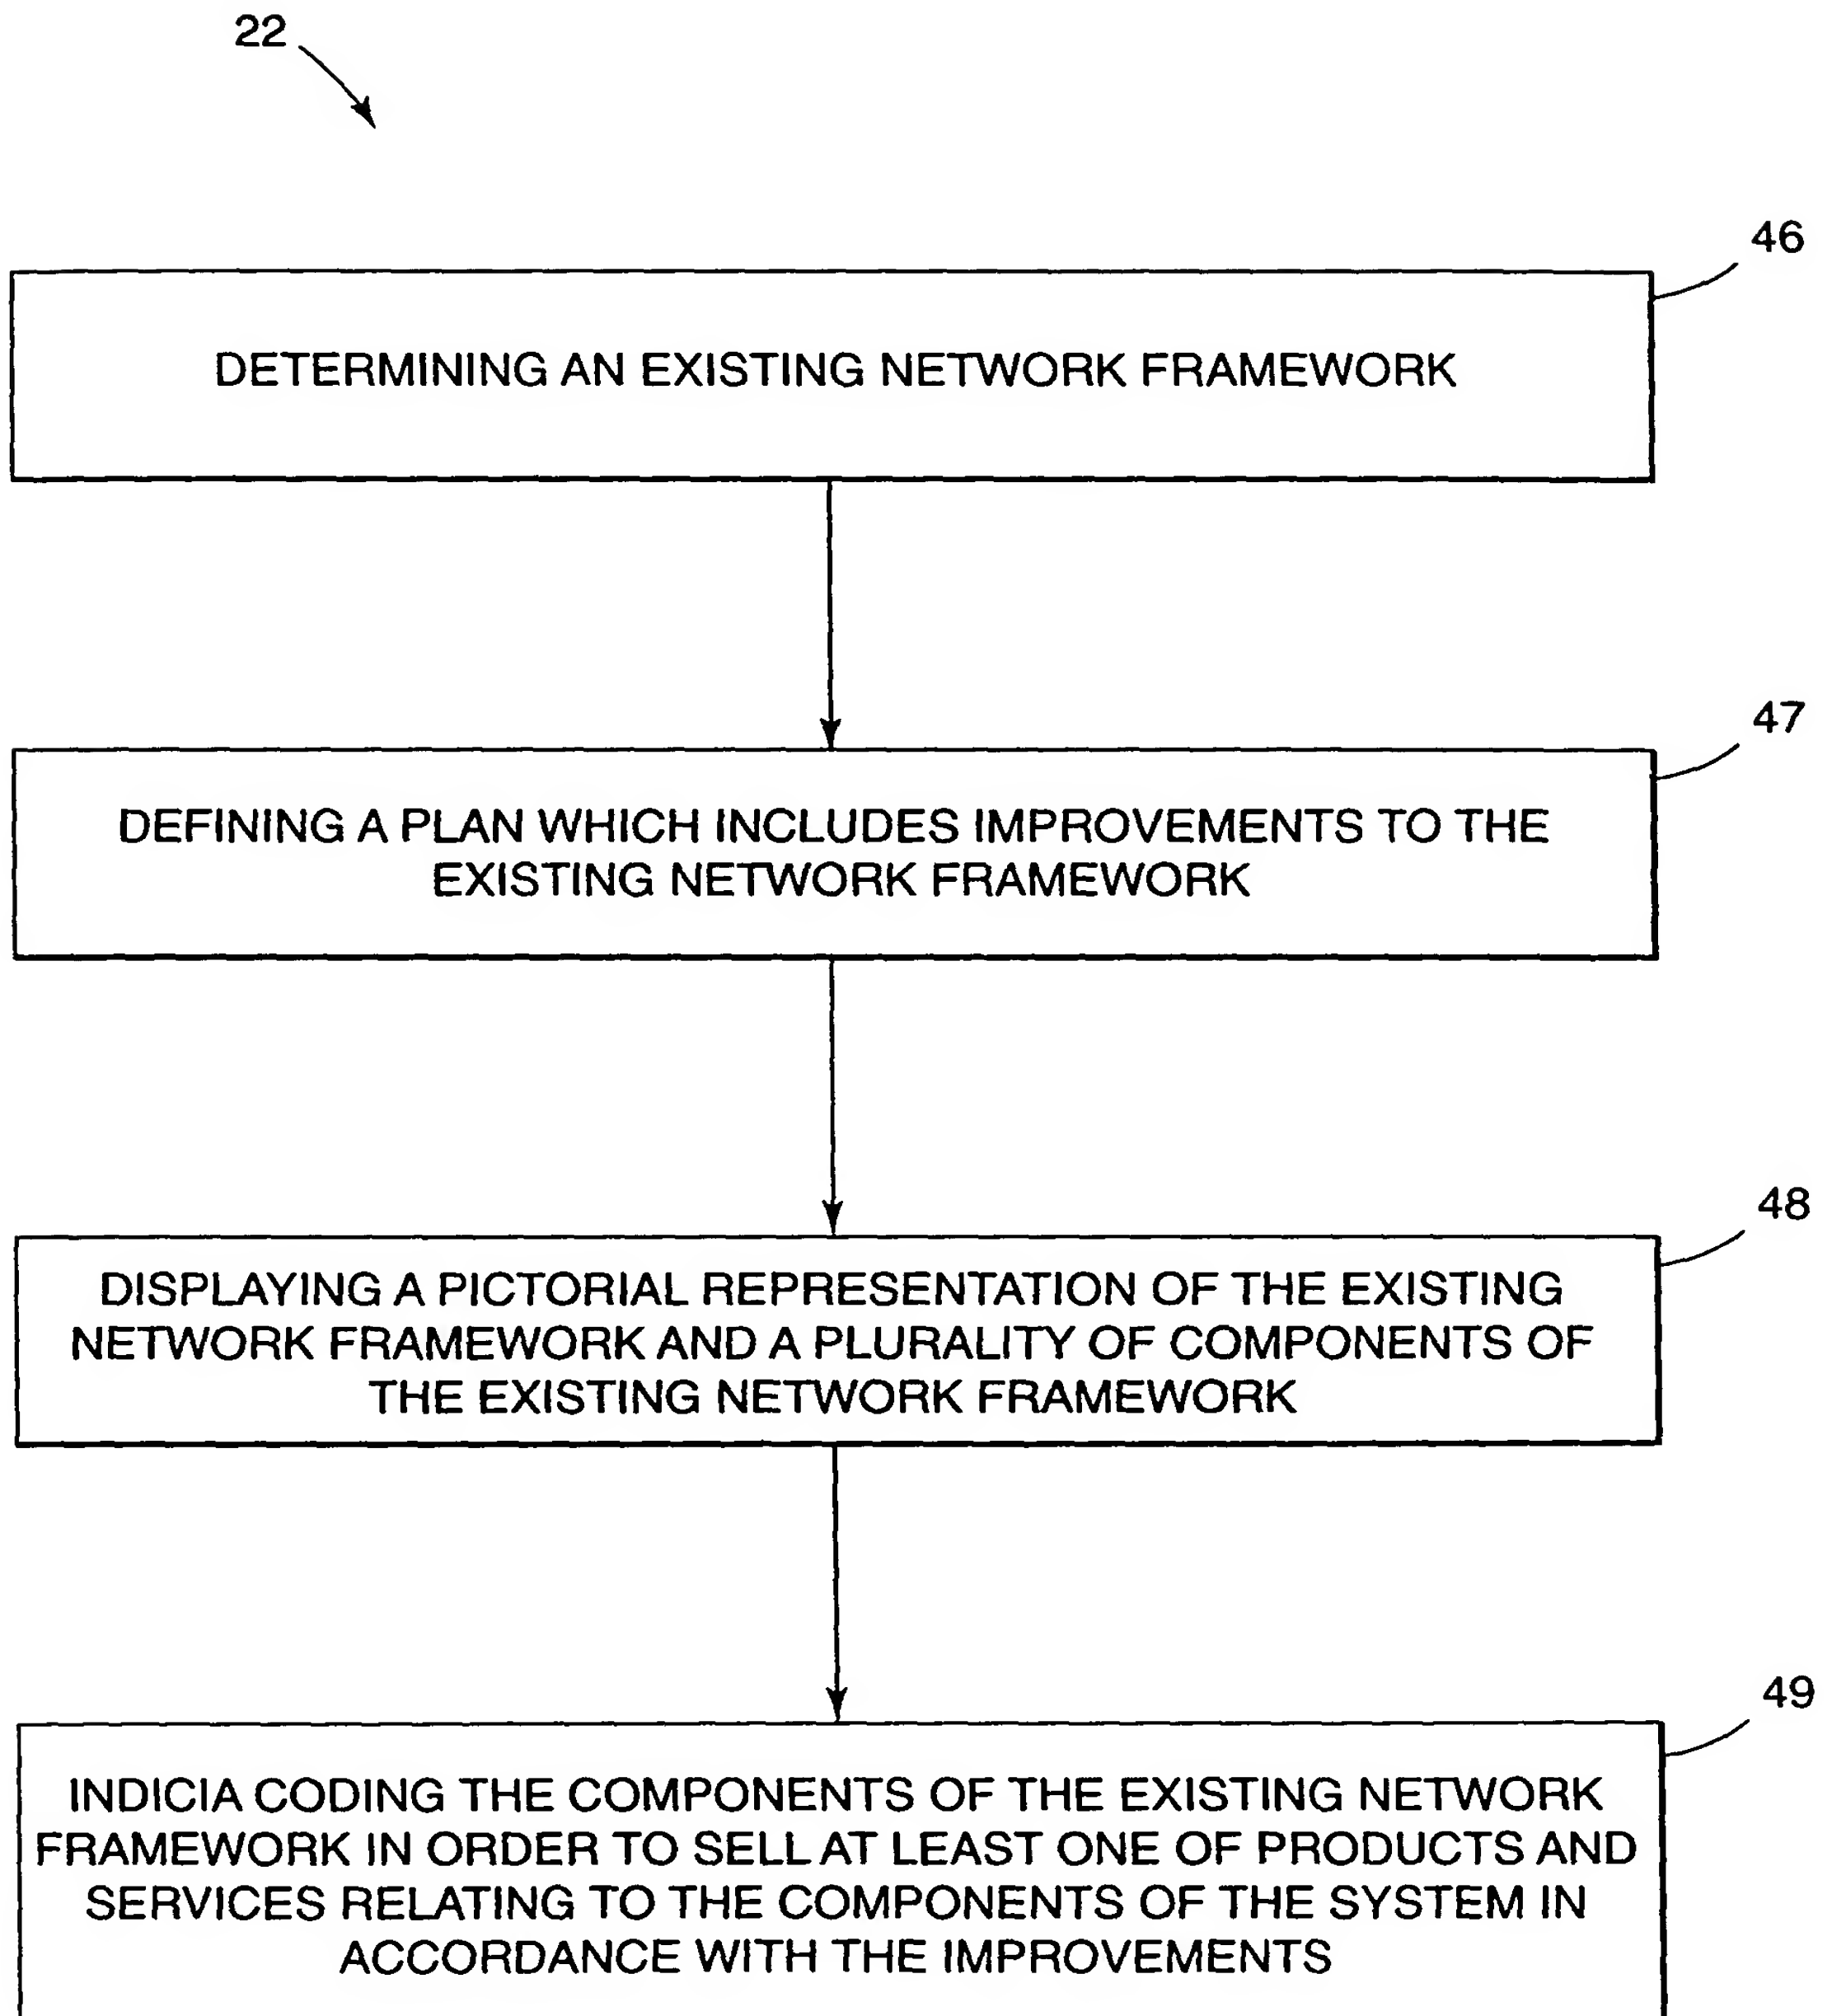 22
46
DETERMINING AN EXISTING NETWORK FRAMEWORK
47
DEFINING A PLAN WHICH INCLUDES IMPROVEMENTS TO THE
EXISTING NETWORK FRAMEWORK
48
DISPLAYING A PICTORIAL REPRESENTATION OF THE EXISTING
NETWORK FRAMEWORK AND A PLURALITY OF COMPONENTS OF
THE EXISTING NETWORK FRAMEWORK
49
INDICIA CODING THE COMPONENTS OF THE EXISTING NETWORK
FRAMEWORK IN ORDER TO SELL AT LEAST ONE OF PRODUCTS AND
SERVICES RELATING TO THE COMPONENTS OF THE SYSTEM IN
ACCORDANCE WITH THE IMPROVEMENTS